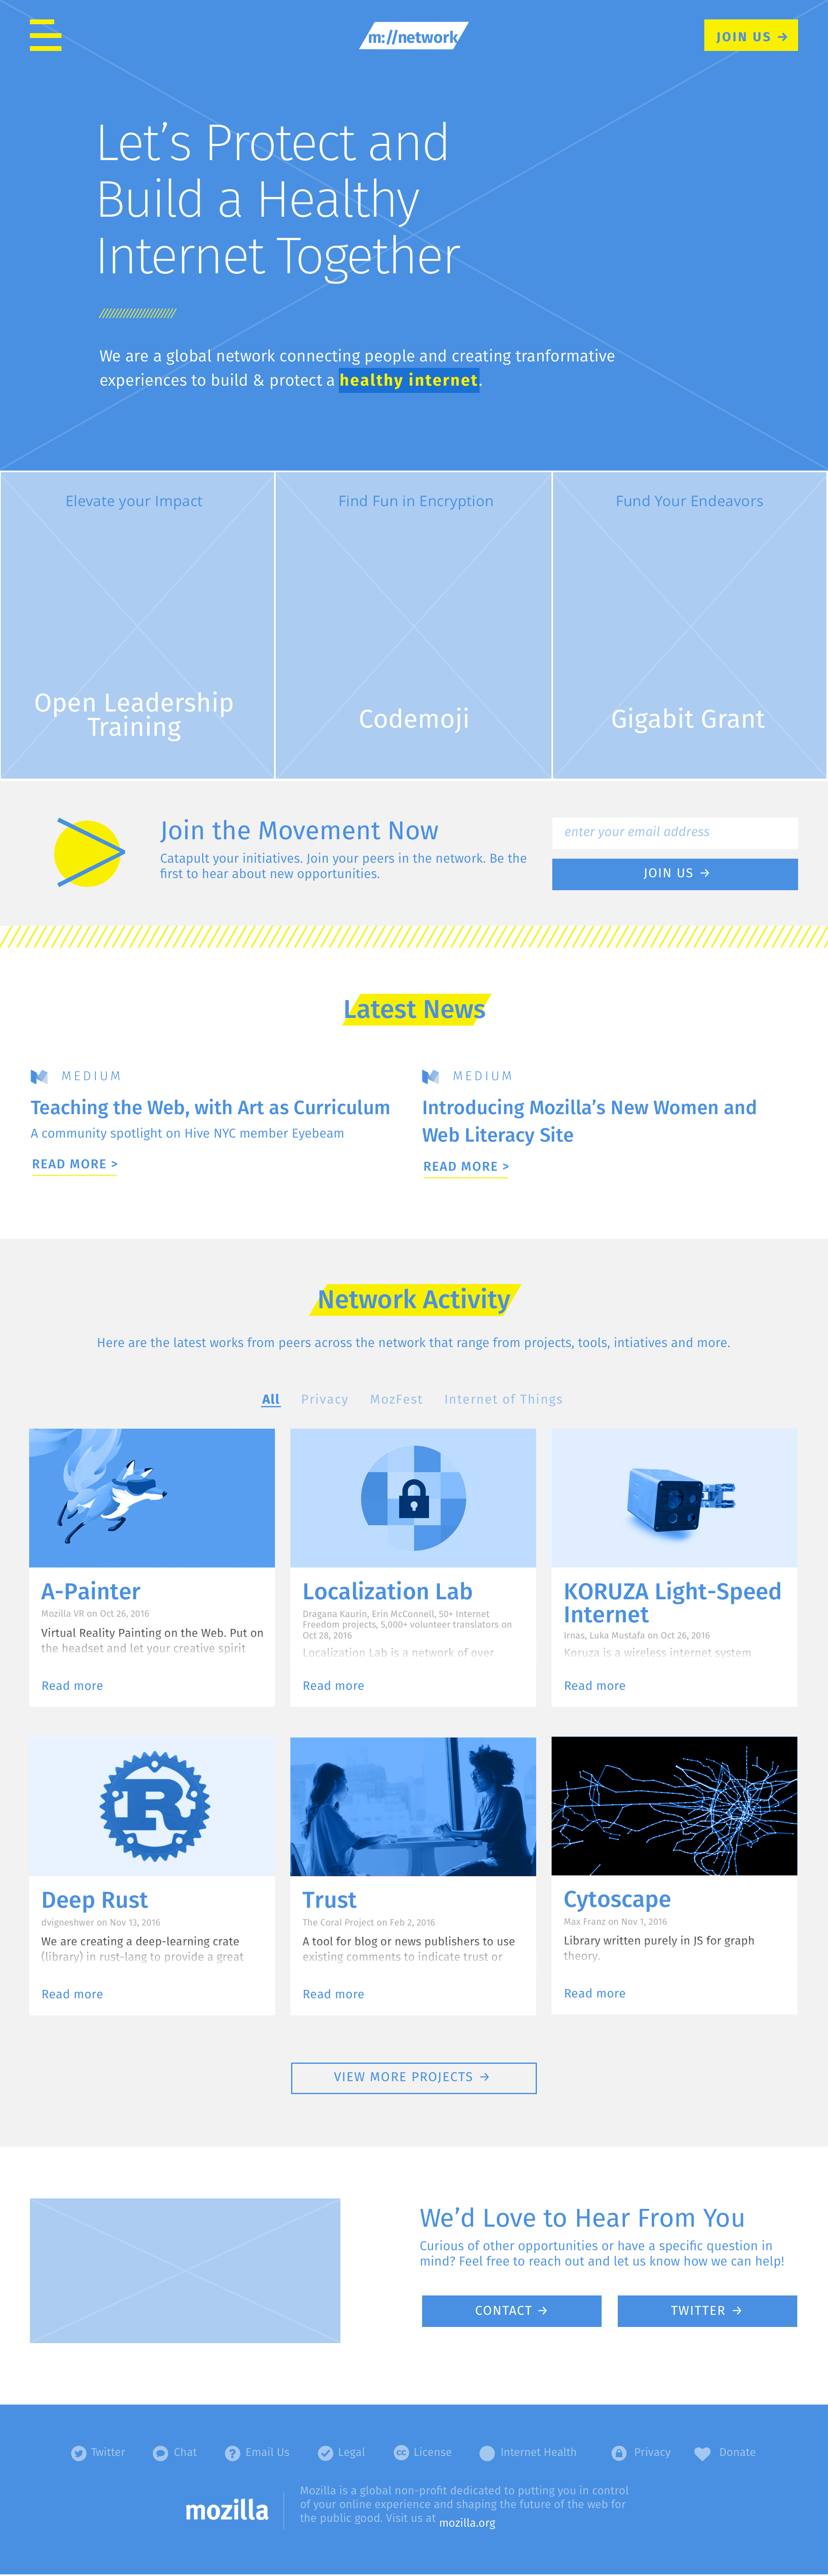 m://network
JOIN US →
Let’s Protect and
Build a Healthy
Internet Together
We are a global network connecting people and creating tranformative
experiences to build & protect a healthy internet.
Elevate your Impact
Open Leadership
Training
Find Fun in Encryption
Codemoji
Fund Your Endeavors
Gigabit Grant
Join the Movement Now
Catapult your initiatives. Join your peers in the network. Be the
first to hear about new opportunities.
enter your email address
JOIN US →
Latest News
MEDIUM
Teaching the Web, with Art as Curriculum
A community spotlight on Hive NYC member Eyebeam
READ MORE >
MEDIUM
Introducing Mozilla’s New Women and
Web Literacy Site
READ MORE >
Network Activity
Here are the latest works from peers across the network that range from projects, tools, intiatives and more.
All Privacy MozFest Internet of Things
A-Painter
Mozilla VR on Oct 26, 2016
Virtual Reality Painting on the Web. Put on
the headset and let your creative spirit
Read more
Localization Lab
Dragana Kaurin, Erin McConnell, 50+ Internet
Freedom projects, 5,000+ volunteer translators on
Oct 28, 2016
Localization Lab is a network of over
Read more
KORUZA Light-Speed
Internet
Irnas, Luka Mustafa on Oct 26, 2016
Koruza is a wireless internet system
Read more
R
Deep Rust
dvigneshwer on Nov 13, 2016
We are creating a deep-learning crate
(library) in rust-lang to provide a great
Read more
Trust
The Coral Project on Feb 2, 2016
A tool for blog or news publishers to use
existing comments to indicate trust or
Read more
Cytoscape
Max Franz on Nov 1, 2016
Library written purely in JS for graph
theory.
Read more
VIEW MORE PROJECTS →
We’d Love to Hear From You
Curious of other opportunities or have a specific question in
mind? Feel free to reach out and let us know how we can help!
CONTACT →
TWITTER →
Twitter Chat ? Email Us Legal cc License Internet Health Privacy Donate
mozilla
Mozilla is a global non-profit dedicated to putting you in control
of your online experience and shaping the future of the web for
the public good. Visit us at mozilla.org